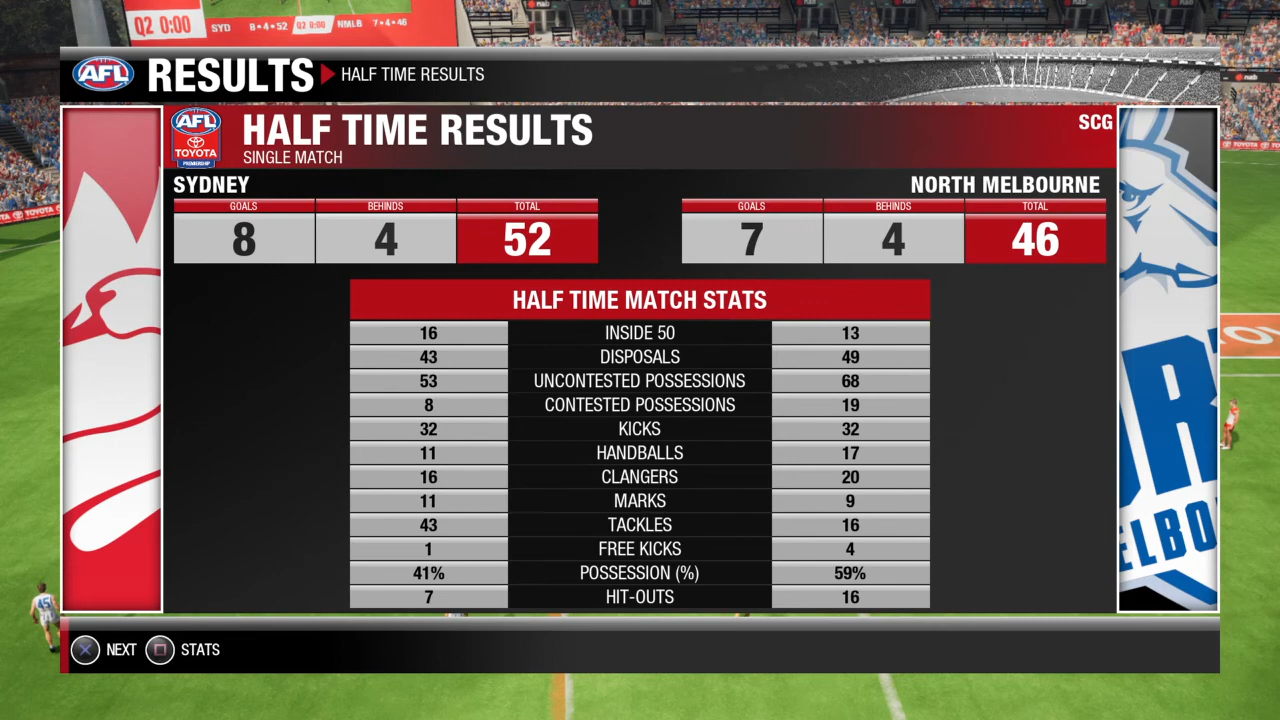 Q2 0:00 SYD 8•4•52 Q2 0:00 NMLB 7•4•46
AFL RESULTS HALF TIME RESULTS
AFL TOYOTA PREMIERSHIP
HALF TIME RESULTS
SINGLE MATCH
SCG
SYDNEY NORTH MELBOURNE
GOALS BEHINDS TOTAL GOALS BEHINDS TOTAL
8 4 52 7 4 46
HALF TIME MATCH STATS
16 INSIDE 50 13
43 DISPOSALS 49
53 UNCONTESTED POSSESSIONS 68
8 CONTESTED POSSESSIONS 19
32 KICKS 32
11 HANDBALLS 17
16 CLANGERS 20
11 MARKS 9
43 TACKLES 16
1 FREE KICKS 4
41% POSSESSION (%) 59%
7 HIT-OUTS 16
NEXT STATS